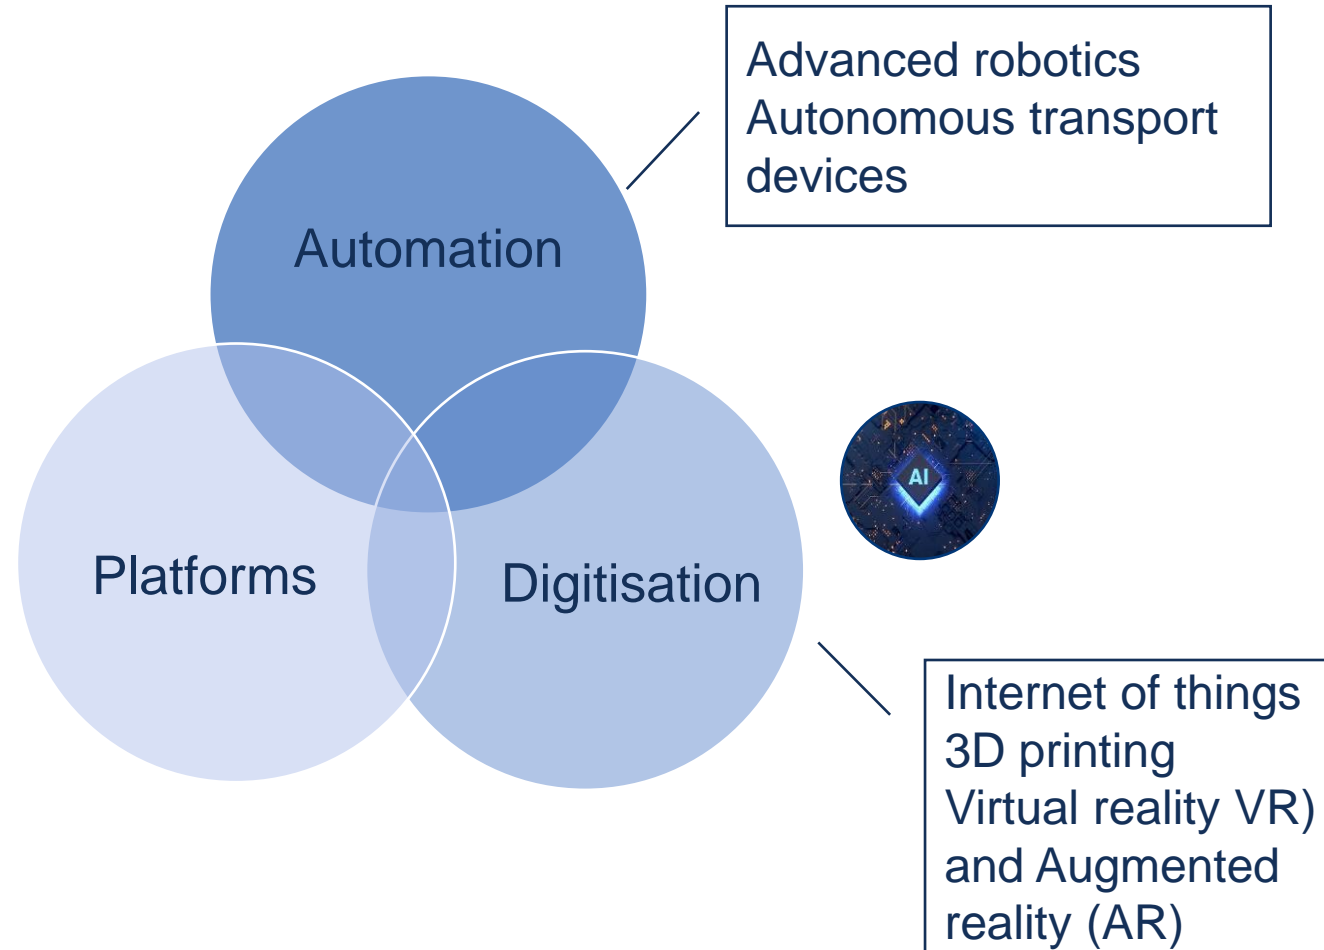 Advanced robotics
Autonomous transport
devices
Automation
AI
Platforms
Digitisation
Internet of things
3D printing
Virtual reality VR)
and Augmented
reality (AR)